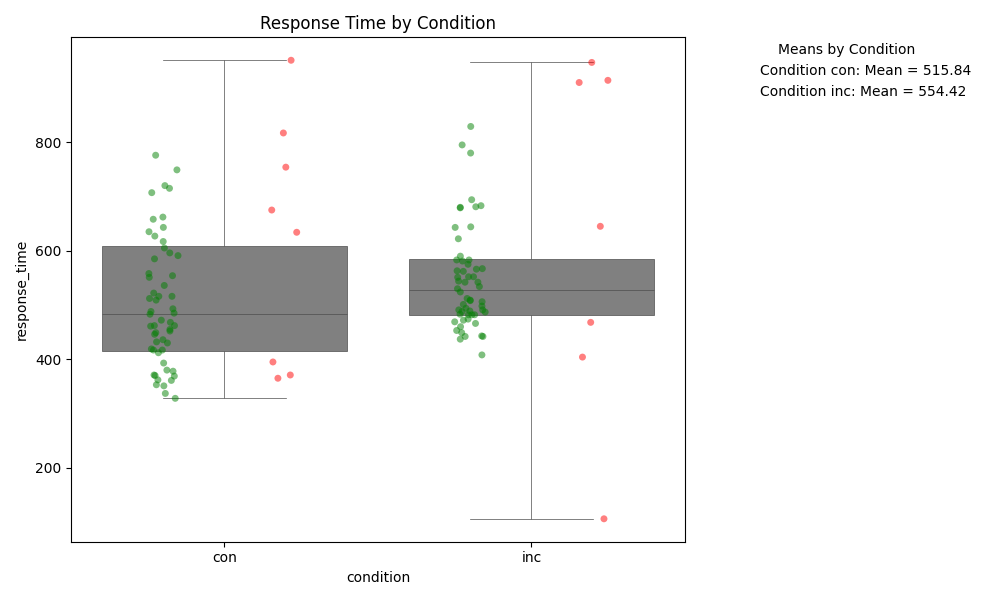 Response Time by Condition
Means by Condition
Condition con: Mean = 515.84
Condition inc: Mean = 554.42
800
600
400
200
response_time
con inc
condition